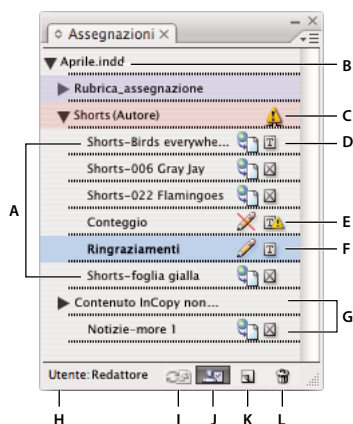 Assegnazioni
Aprile.indd
B
Rubrica_assegnazione
Shorts (Autore)
C
Shorts-Birds everywhe...
D
Shorts-006 Gray Jay
Shorts-022 Flamingoes
A
Conteggio
E
Ringraziamenti
F
Shorts-foglia gialla
Contenuto InCopy non...
G
Notizie-more 1
Utente: Redattore
H I J K L